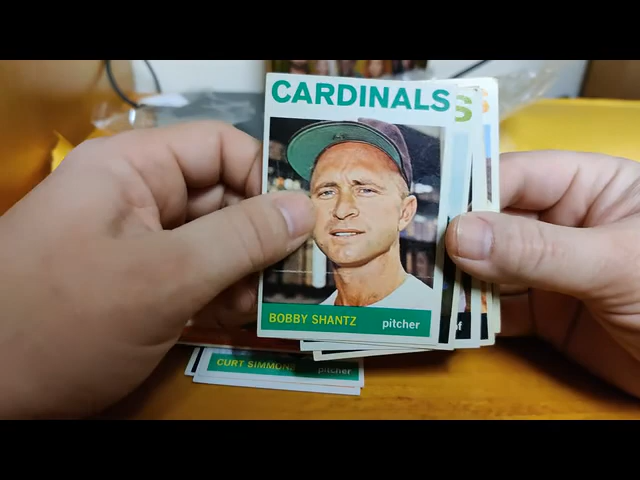 CARDINALS
S
BOBBY SHANTZ pitcher
f
CURT SIMMONS pitcher